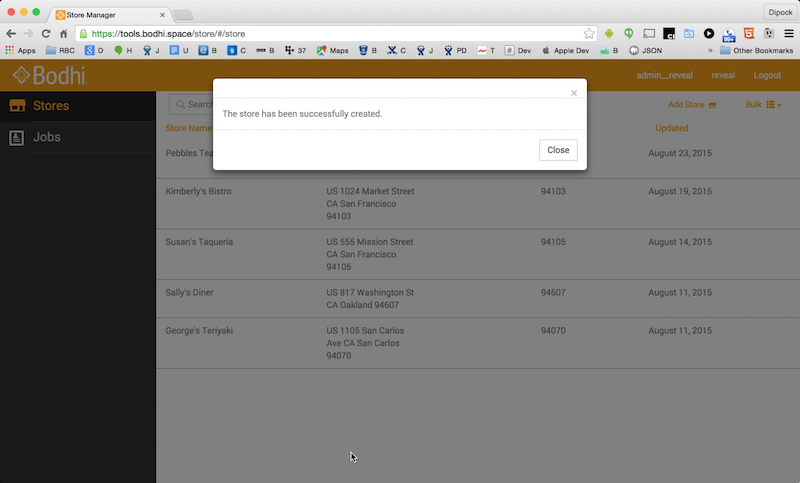 Store Manager
Dipock
https://tools.bodhi.space/store/#/store
Apps RBC D H J U B C B 37 Maps B C J PD T Dev Apple Dev B JSON » Other Bookmarks
Bodhi
admin__reveal reveal Logout
Stores
Jobs
×
The store has been successfully created.
Close
Search
Add Store Bulk
Store Name Updated
Pebbles Tea August 23, 2015
Kimberly's Bistro US 1024 Market Street 94103 August 19, 2015
CA San Francisco
94103
Susan's Taqueria US 555 Mission Street 94105 August 14, 2015
CA San Francisco
94105
Sally's Diner US 817 Washington St 94607 August 11, 2015
CA Oakland 94607
George's Teriyaki US 1105 San Carlos 94070 August 11, 2015
Ave CA San Carlos
94070